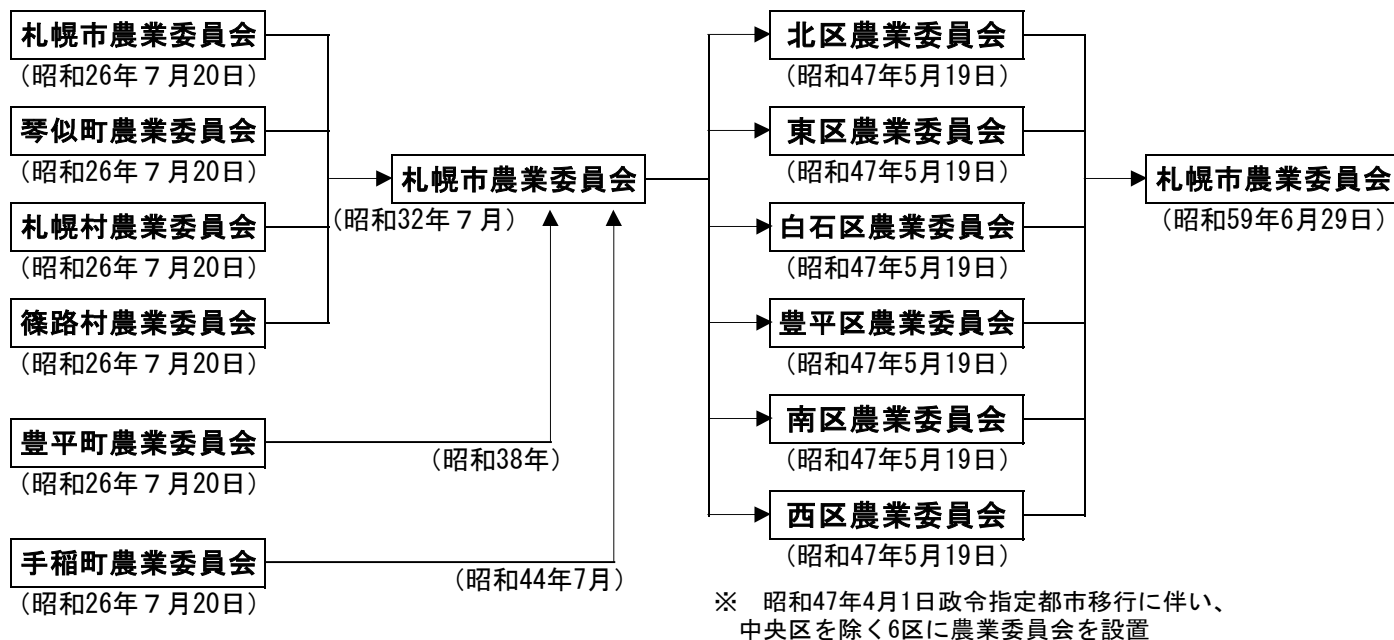 札幌市農業委員会
（昭和26年７月20日）
琴似町農業委員会
（昭和26年７月20日）
札幌村農業委員会
（昭和26年７月20日）
篠路村農業委員会
（昭和26年７月20日）
豊平町農業委員会
（昭和26年７月20日）
手稲町農業委員会
（昭和26年７月20日）
札幌市農業委員会
（昭和32年７月）
（昭和38年）
（昭和44年7月）
北区農業委員会
（昭和47年5月19日）
東区農業委員会
（昭和47年5月19日）
白石区農業委員会
（昭和47年5月19日）
豊平区農業委員会
（昭和47年5月19日）
南区農業委員会
（昭和47年5月19日）
西区農業委員会
（昭和47年5月19日）
札幌市農業委員会
（昭和59年6月29日）
※　昭和47年4月1日政令指定都市移行に伴い、
中央区を除く6区に農業委員会を設置